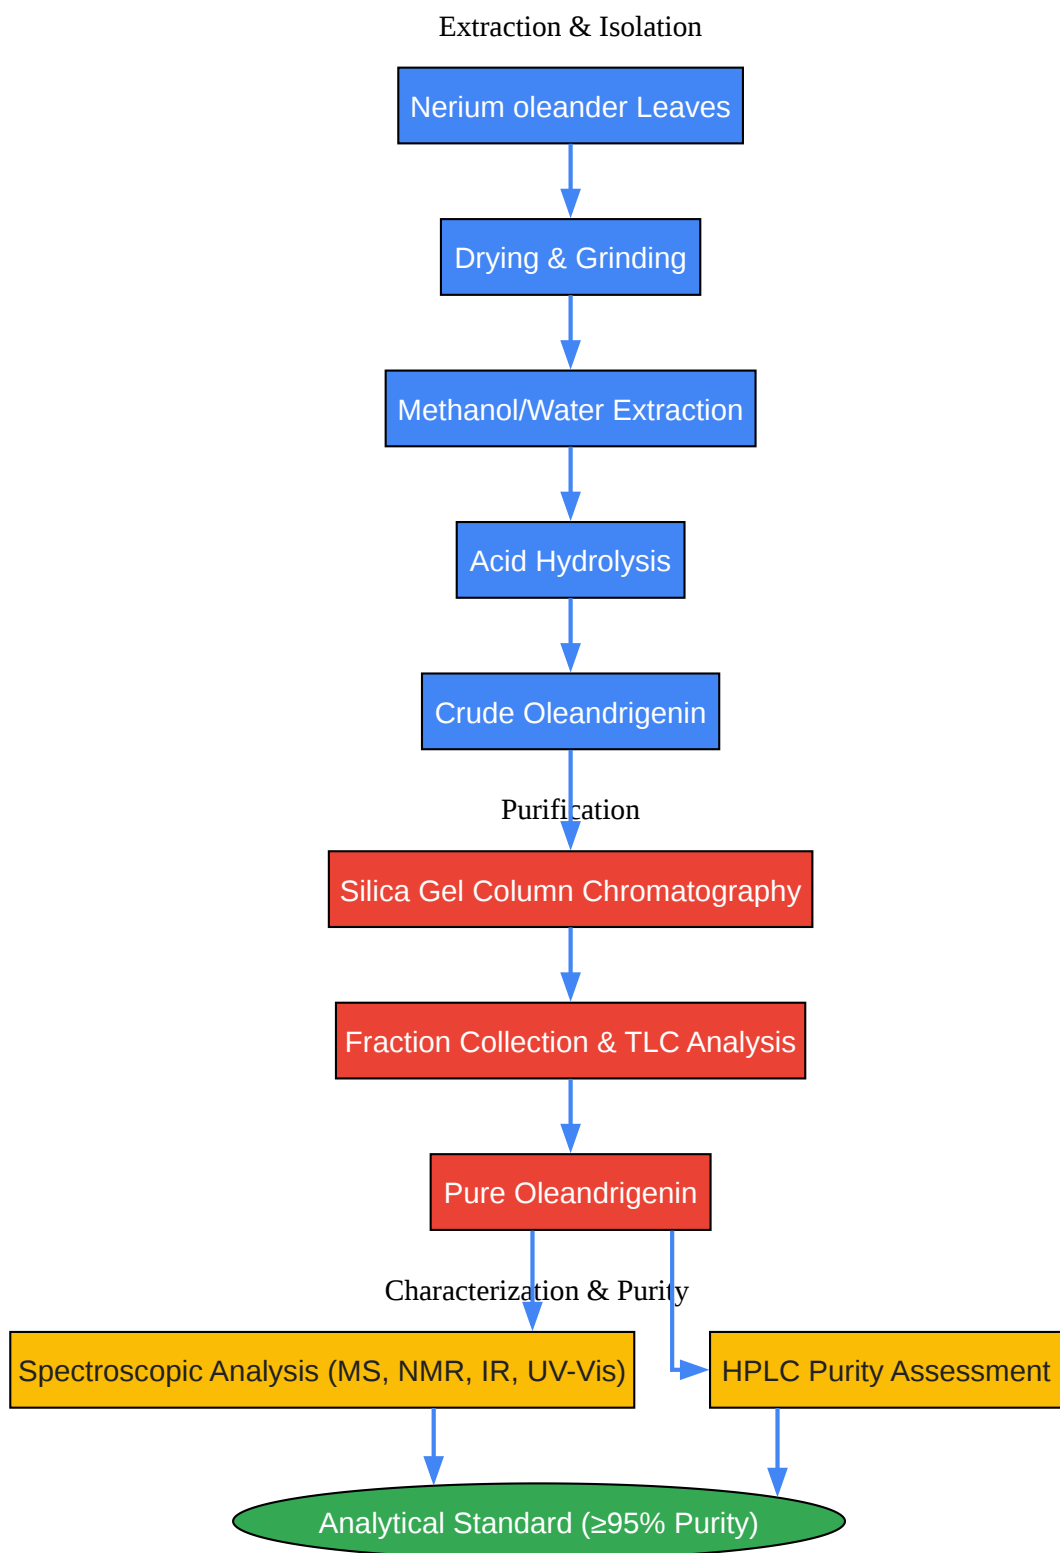 Extraction & Isolation
Nerium oleander Leaves
Drying & Grinding
Methanol/Water Extraction
Acid Hydrolysis
Crude Oleandrigenin
Purification
Silica Gel Column Chromatography
Fraction Collection & TLC Analysis
Pure Oleandrigenin
Characterization & Purity
Spectroscopic Analysis (MS, NMR, IR, UV-Vis)
HPLC Purity Assessment
Analytical Standard (≥95% Purity)